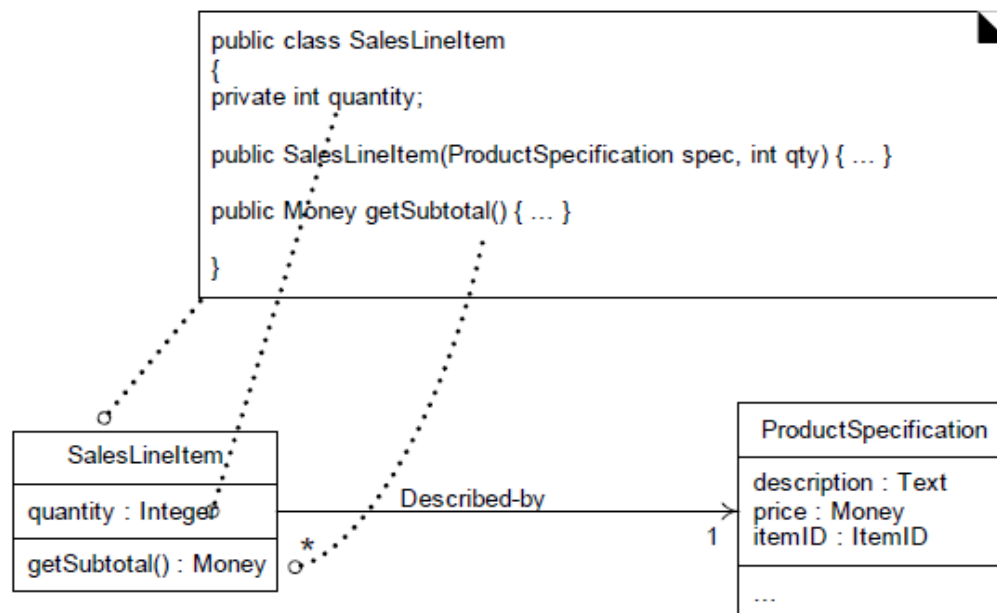 public class SalesLineItem
{
private int quantity;
public SalesLineItem(ProductSpecification spec, int qty) { ... }
public Money getSubtotal() { ... }
}
SalesLineItem
quantity : Integer
getSubtotal() : Money
*
Described-by
1
ProductSpecification
description : Text
price : Money
itemID : ItemID
...